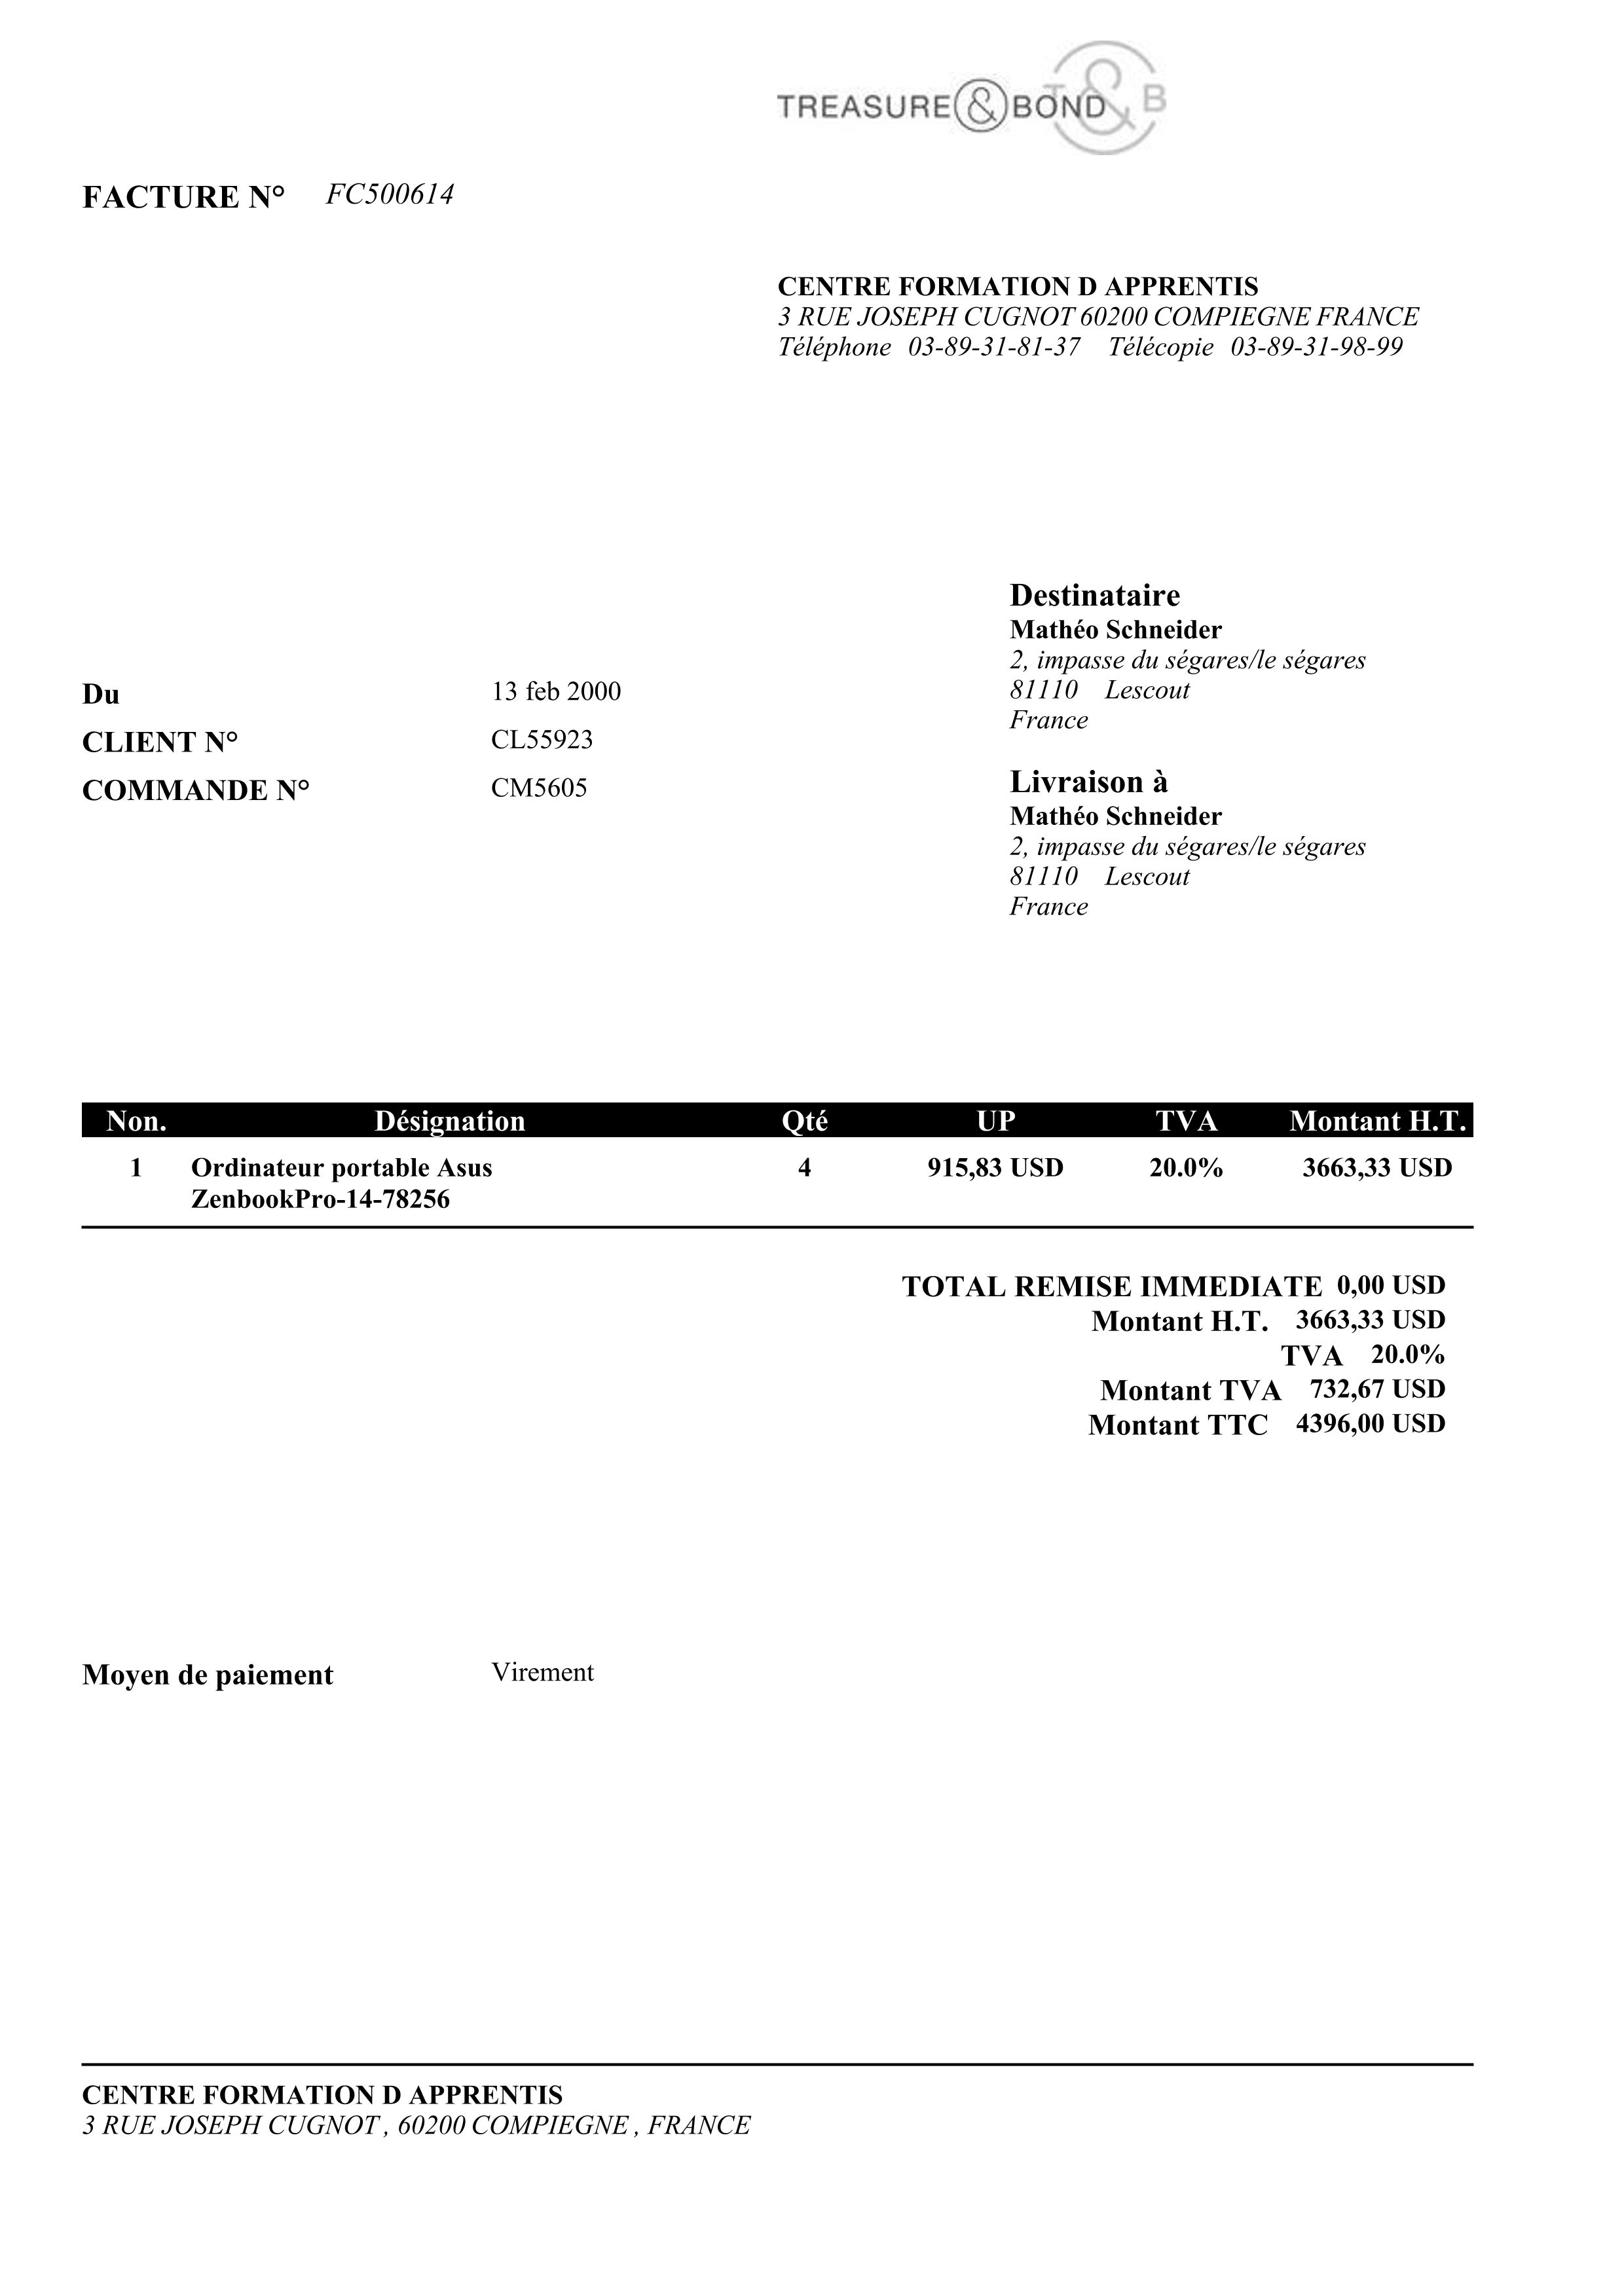 TREASURE & BOND T & B
FACTURE N° FC500614
CENTRE FORMATION D APPRENTIS
3 RUE JOSEPH CUGNOT 60200 COMPIEGNE FRANCE
Téléphone 03-89-31-81-37 Télécopie 03-89-31-98-99
Destinataire
Mathéo Schneider
2, impasse du ségares/le ségares
81110 Lescout
France
Du 13 feb 2000
CLIENT N° CL55923
COMMANDE N° CM5605
Livraison à
Mathéo Schneider
2, impasse du ségares/le ségares
81110 Lescout
France
Non. Désignation Qté UP TVA Montant H.T.
1 Ordinateur portable Asus 4 915,83 USD 20.0% 3663,33 USD
ZenbookPro-14-78256
TOTAL REMISE IMMEDIATE 0,00 USD
Montant H.T. 3663,33 USD
TVA 20.0%
Montant TVA 732,67 USD
Montant TTC 4396,00 USD
Moyen de paiement Virement
CENTRE FORMATION D APPRENTIS
3 RUE JOSEPH CUGNOT , 60200 COMPIEGNE , FRANCE